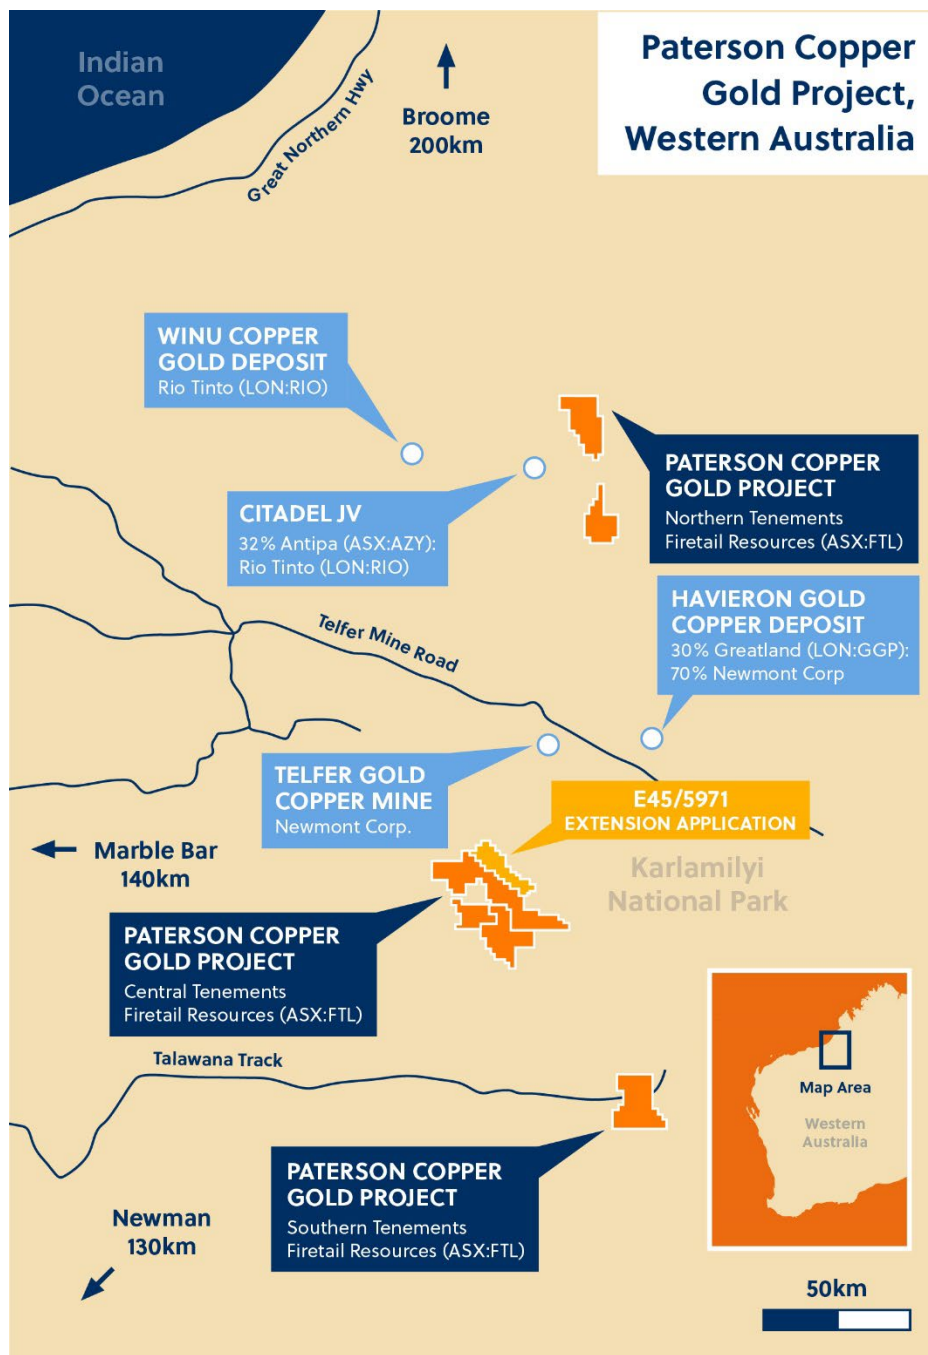 Paterson Copper
Gold Project,
Western Australia
Indian
Ocean
Great Northern Hwy
Broome
200km
WINU COPPER
GOLD DEPOSIT
Rio Tinto (LON:RIO)
CITADEL JV
32% Antipa (ASX:AZY):
Rio Tinto (LON:RIO)
PATERSON COPPER
GOLD PROJECT
Northern Tenements
Firetail Resources (ASX:FTL)
HAVIERON GOLD
COPPER DEPOSIT
30% Greatland (LON:GGP):
70% Newmont Corp
Telfer Mine Road
TELFER GOLD
COPPER MINE
Newmont Corp.
E45/5971
EXTENSION APPLICATION
Marble Bar
140km
Karlamilyi
National Park
PATERSON COPPER
GOLD PROJECT
Central Tenements
Firetail Resources (ASX:FTL)
Talawana Track
Map Area
Western
Australia
PATERSON COPPER
GOLD PROJECT
Southern Tenements
Firetail Resources (ASX:FTL)
Newman
130km
50km